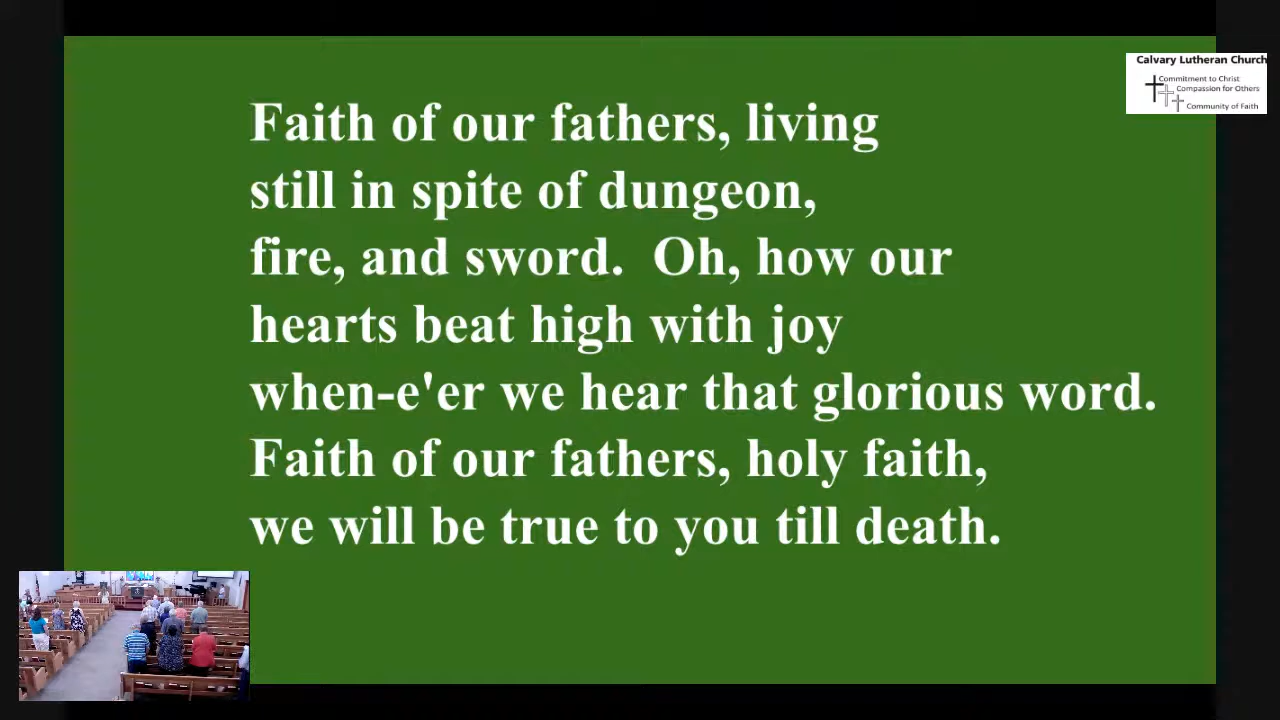 Faith of our fathers, living
still in spite of dungeon,
fire, and sword.  Oh, how our
hearts beat high with joy
when-e'er we hear that glorious word.
Faith of our fathers, holy faith,
we will be true to you till death.
Calvary Lutheran Church
Commitment to Christ
Compassion for Others
Community of Faith